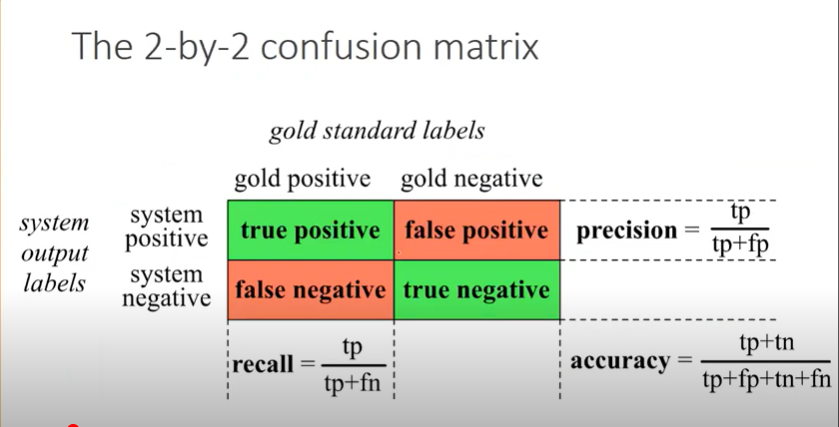 The 2-by-2 confusion matrix
gold standard labels
gold positive gold negative
system
output
labels
system
positive
true positive false positive precision = tp
tp+fp
system
negative
false negative true negative
recall = tp
tp+fn
accuracy = tp+tn
tp+fp+tn+fn